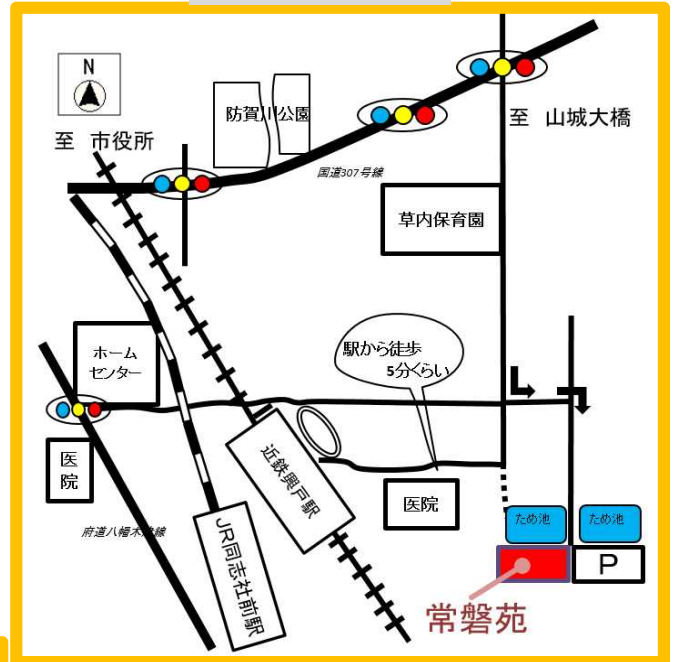 N
防賀川公園
至 市役所
至 山城大橋
国道307号線
草内保育園
ホーム
センター
駅から徒歩
5分くらい
医院
近鉄興戸駅
医院
ため池
ため池
府道八幡木津線
JR同志社前駅
P
常磐苑